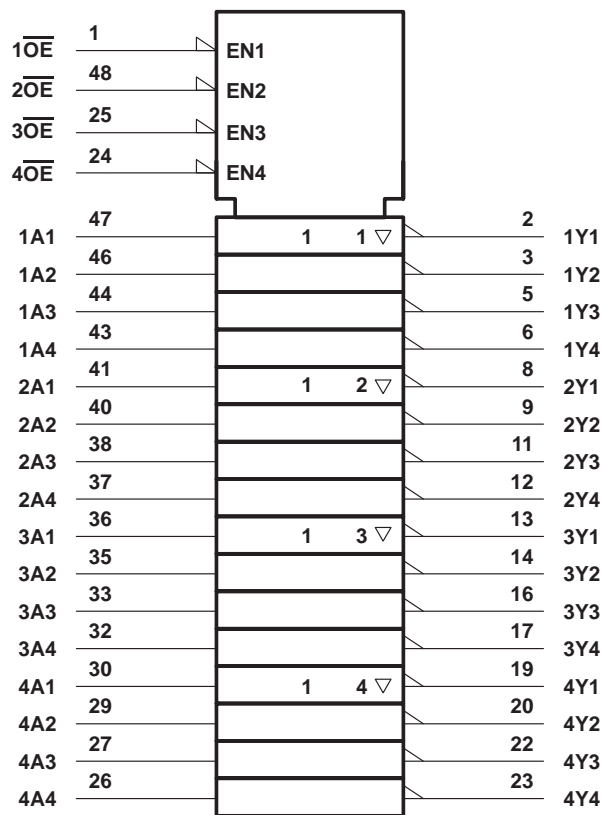 1O̅E̅ 1 EN1
2O̅E̅ 48 EN2
3O̅E̅ 25 EN3
4O̅E̅ 24 EN4
1A1 47 1 1 ▽ 2 1Y1
1A2 46 3 1Y2
1A3 44 5 1Y3
1A4 43 6 1Y4
2A1 41 1 2 ▽ 8 2Y1
2A2 40 9 2Y2
2A3 38 11 2Y3
2A4 37 12 2Y4
3A1 36 1 3 ▽ 13 3Y1
3A2 35 14 3Y2
3A3 33 16 3Y3
3A4 32 17 3Y4
4A1 30 1 4 ▽ 19 4Y1
4A2 29 20 4Y2
4A3 27 22 4Y3
4A4 26 23 4Y4